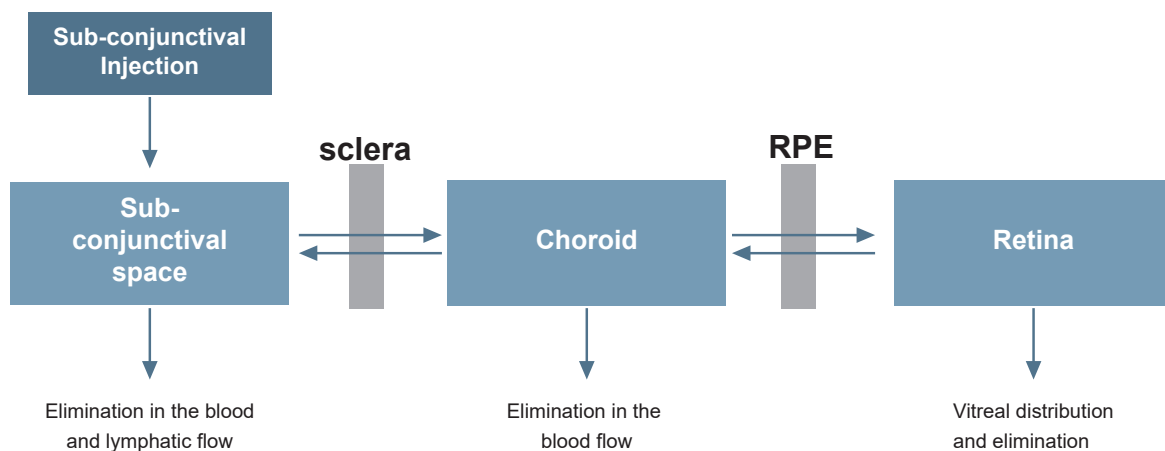 Sub-conjunctival
Injection
sclera
RPE
Sub-
conjunctival
space
Choroid
Retina
Elimination in the blood
and lymphatic flow
Elimination in the
blood flow
Vitreal distribution
and elimination